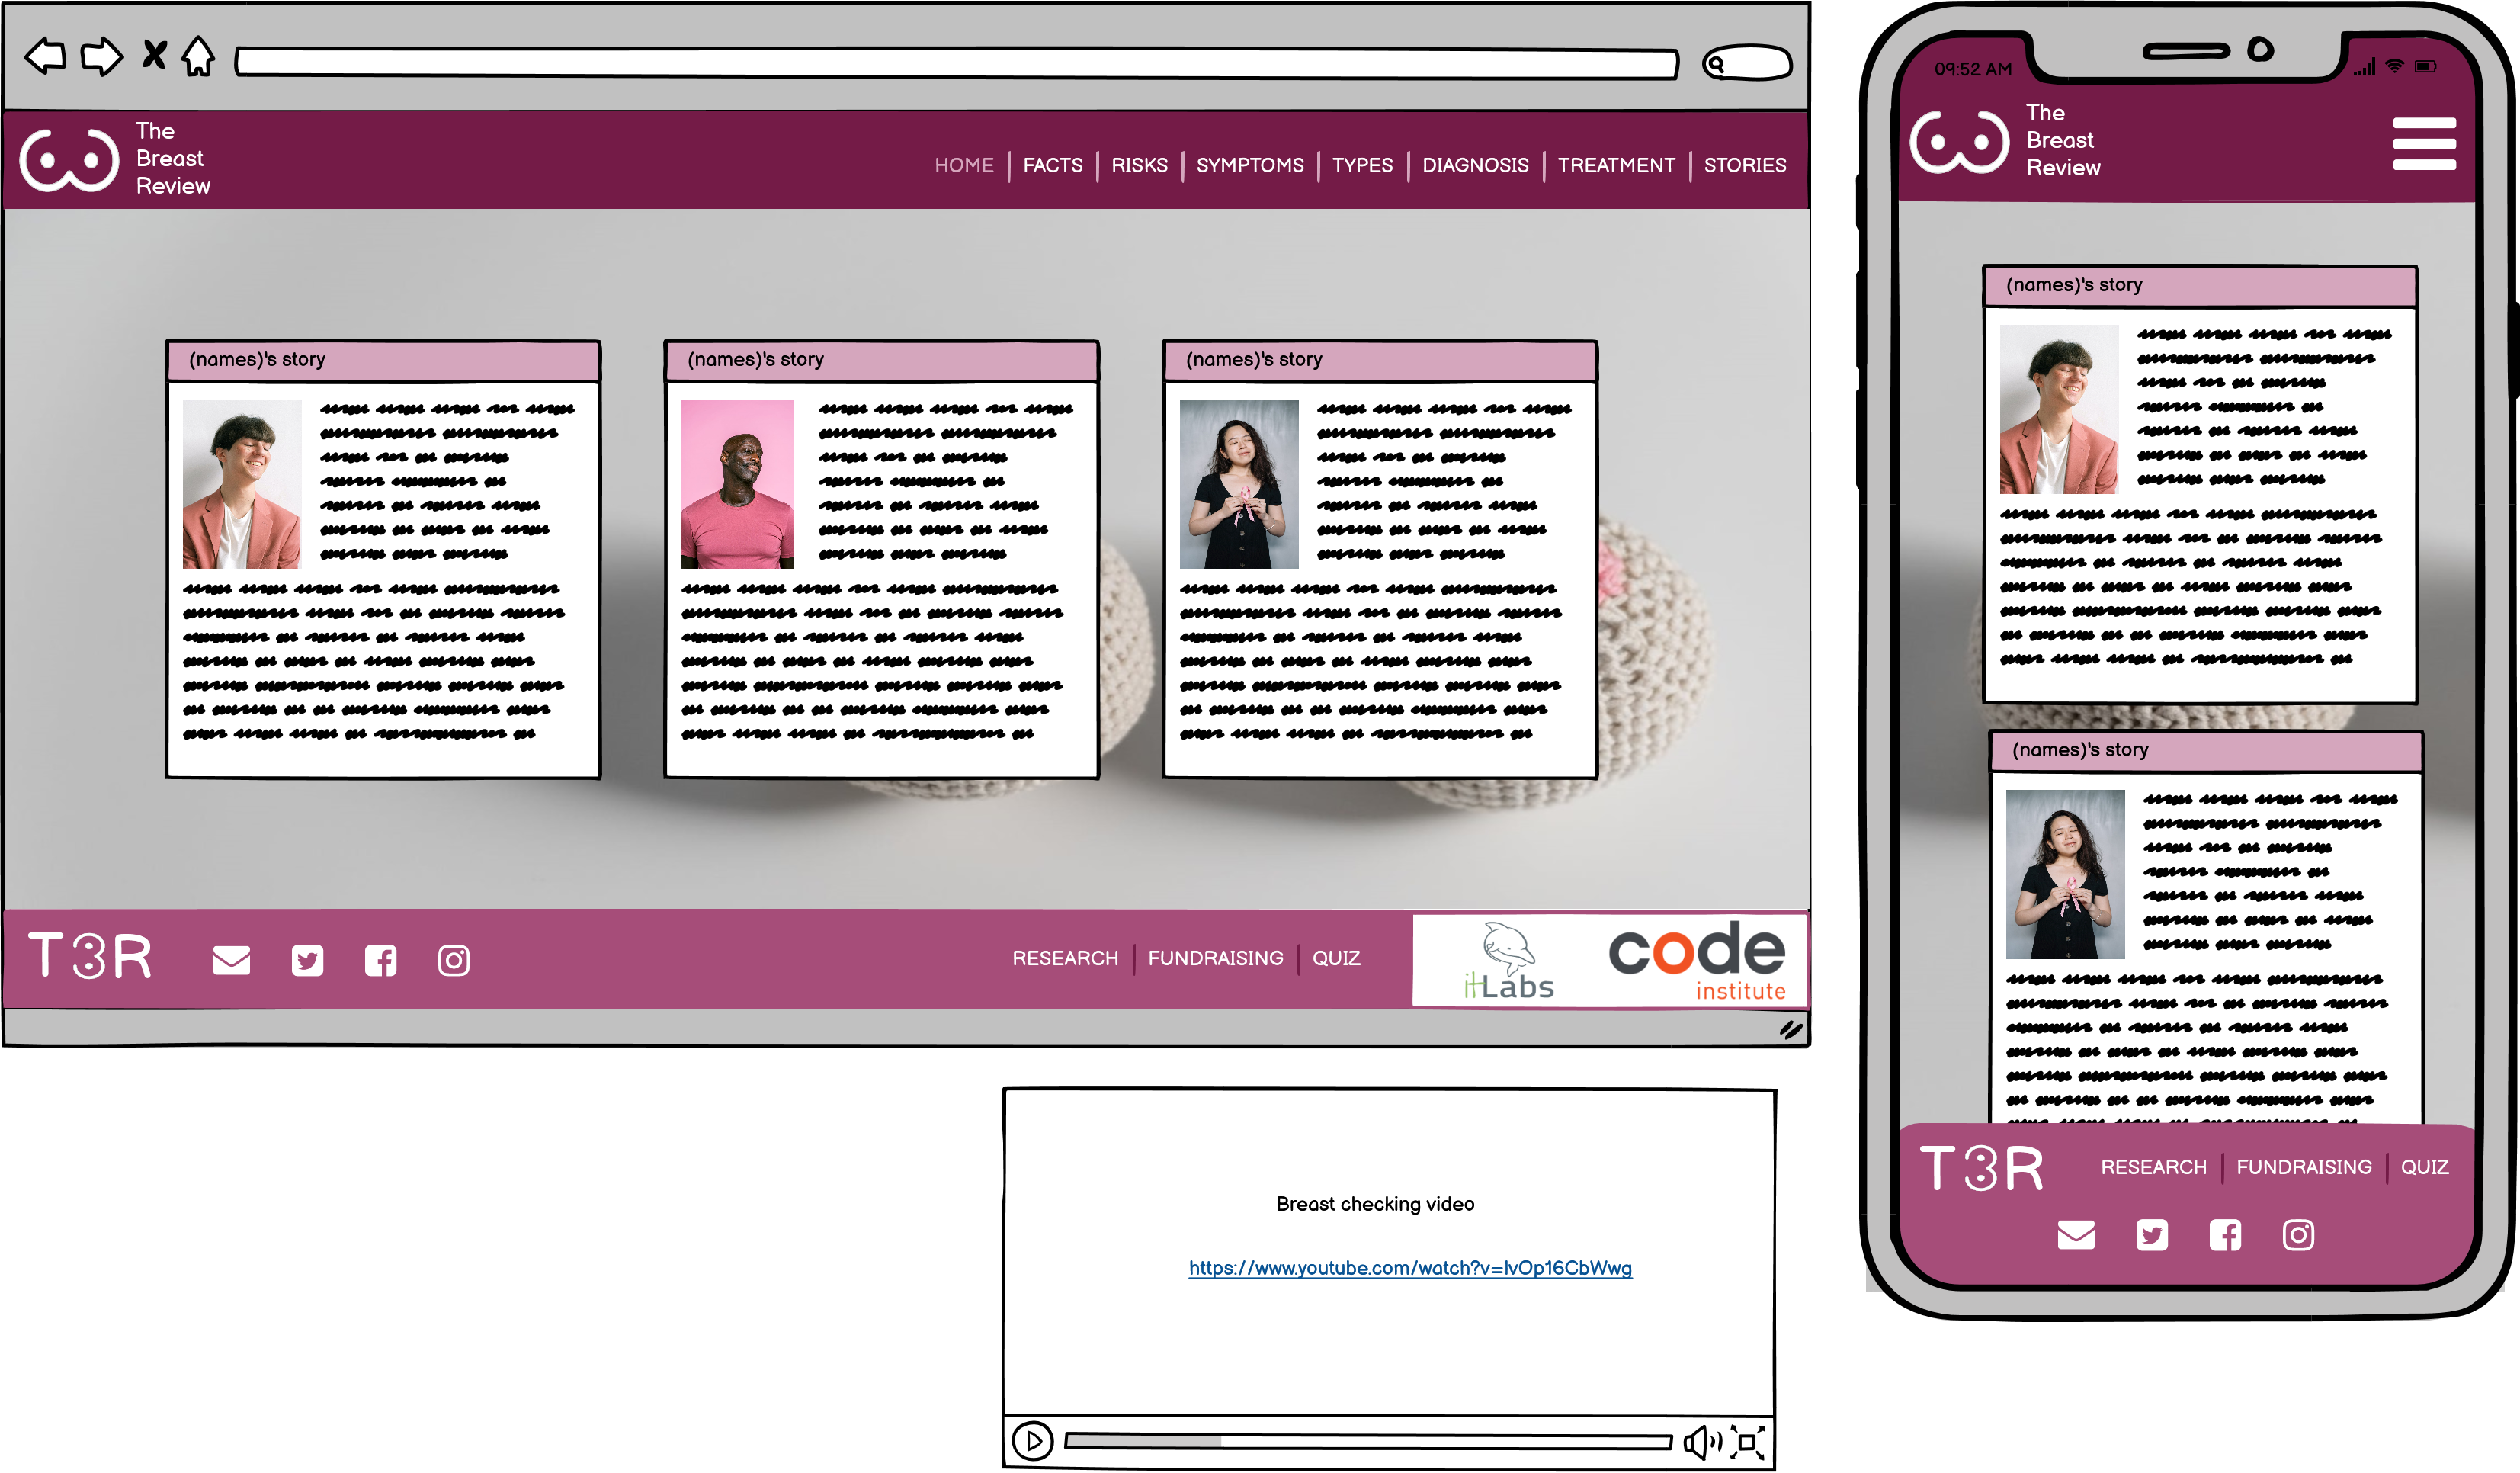 The
Breast
Review
HOME
FACTS
RISKS
SYMPTOMS
TYPES
DIAGNOSIS
TREATMENT
STORIES
(names)'s story
(names)'s story
(names)'s story
T3R
RESEARCH
FUNDRAISING
QUIZ
itLabs
code
institute
Breast checking video
https://www.youtube.com/watch?v=lvOp16CbWwg
09:52 AM
The
Breast
Review
(names)'s story
(names)'s story
T3R
RESEARCH
FUNDRAISING
QUIZ